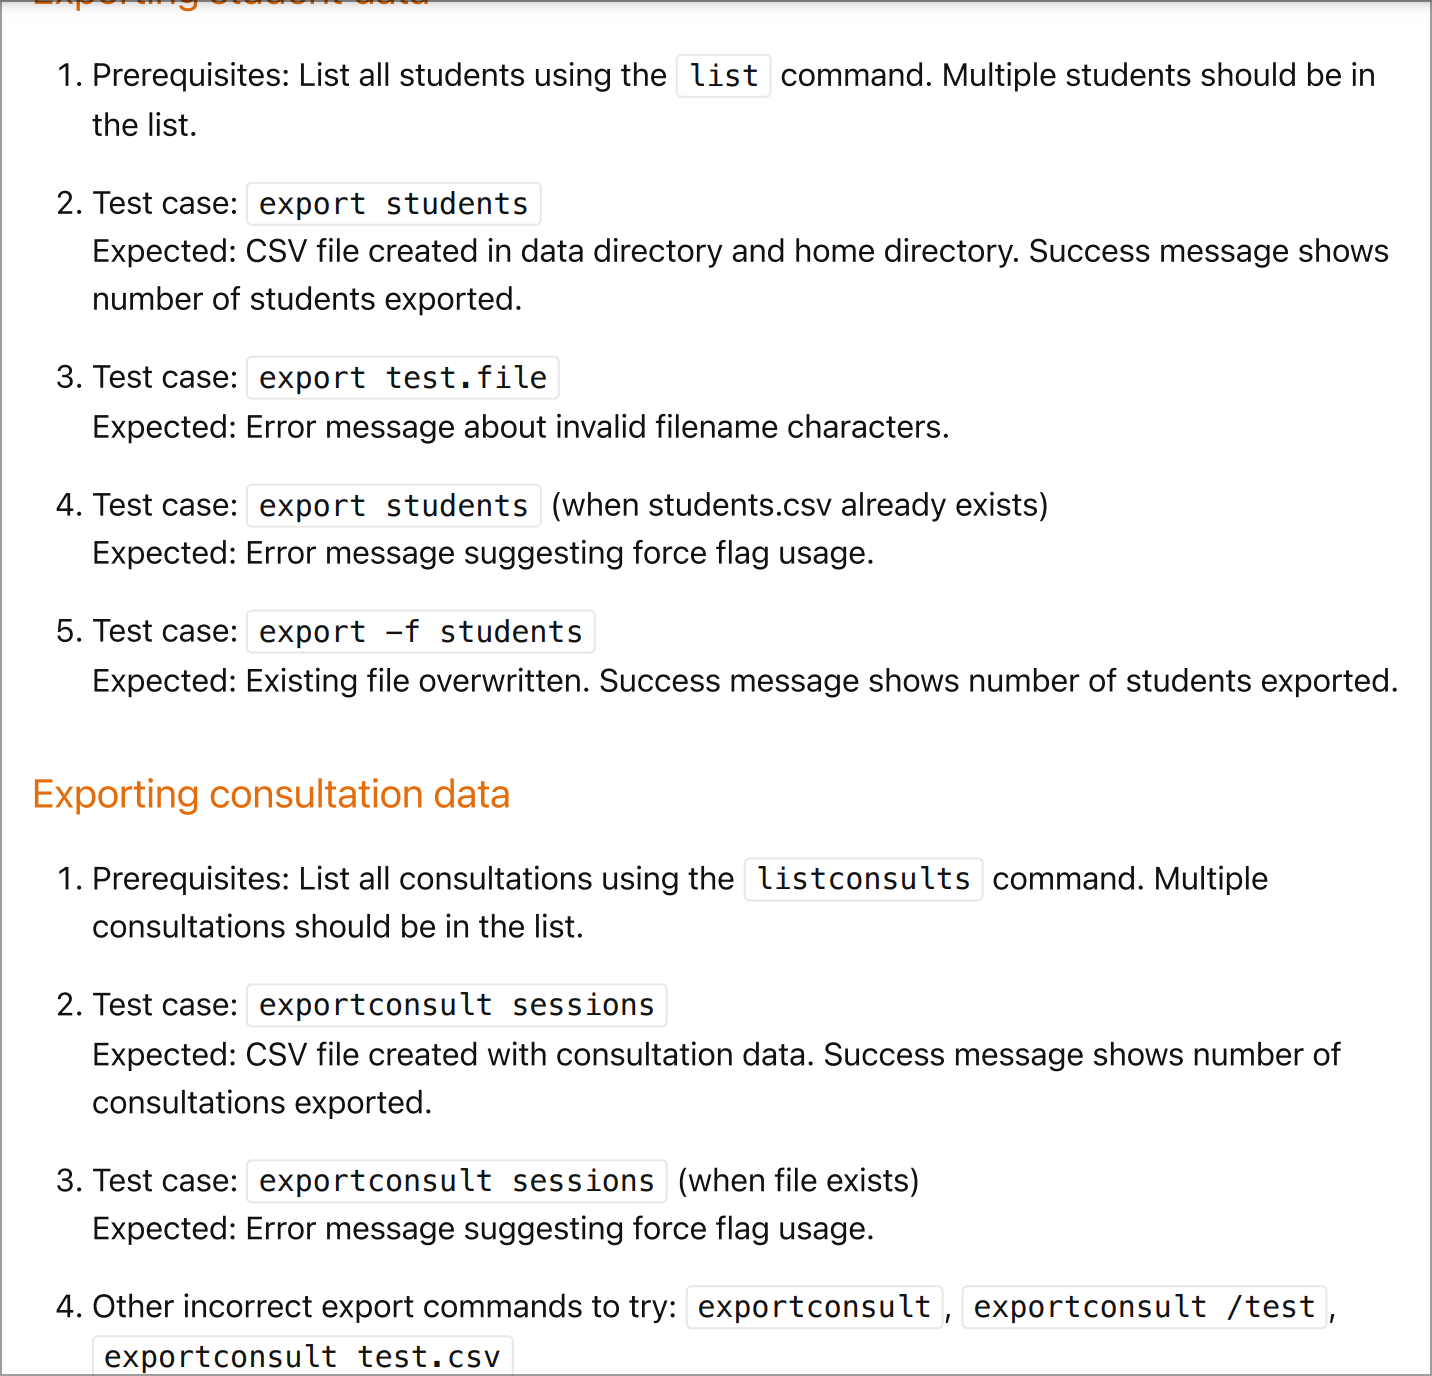 Exporting student data
1. Prerequisites: List all students using the list command. Multiple students should be in
the list.
2. Test case: export students
Expected: CSV file created in data directory and home directory. Success message shows
number of students exported.
3. Test case: export test.file
Expected: Error message about invalid filename characters.
4. Test case: export students (when students.csv already exists)
Expected: Error message suggesting force flag usage.
5. Test case: export -f students
Expected: Existing file overwritten. Success message shows number of students exported.
Exporting consultation data
1. Prerequisites: List all consultations using the listconsults command. Multiple
consultations should be in the list.
2. Test case: exportconsult sessions
Expected: CSV file created with consultation data. Success message shows number of
consultations exported.
3. Test case: exportconsult sessions (when file exists)
Expected: Error message suggesting force flag usage.
4. Other incorrect export commands to try: exportconsult, exportconsult /test,
exportconsult test.csv